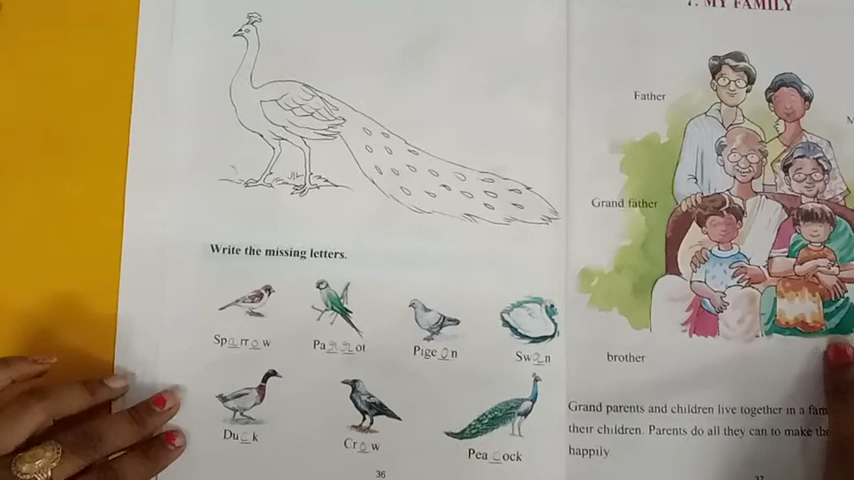 Write the missing letters.
Sparrow
Parrot
Pigeon
Swan
Duck
Crow
Peacock
36
7. MY FAMILY
Father
M
Grand father
brother
Grand parents and children live together in a fam
their children. Parents do all they can to make the
happily
37